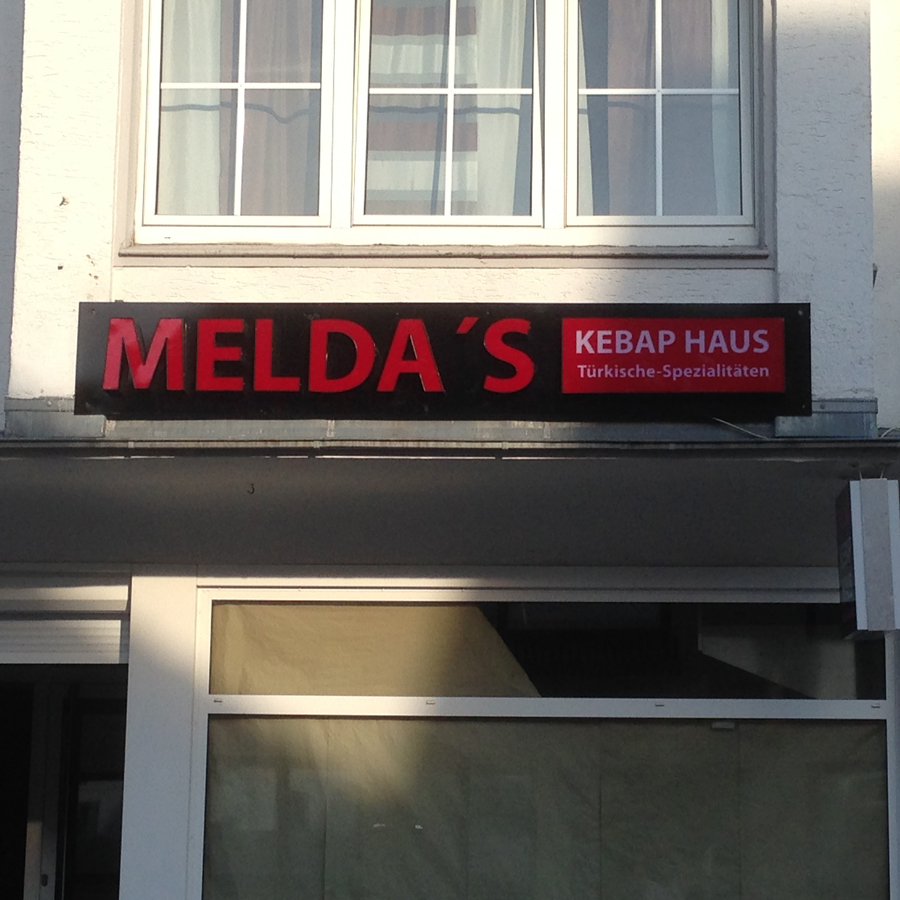 MELDA´S
KEBAP HAUS
Türkische-Spezialitäten